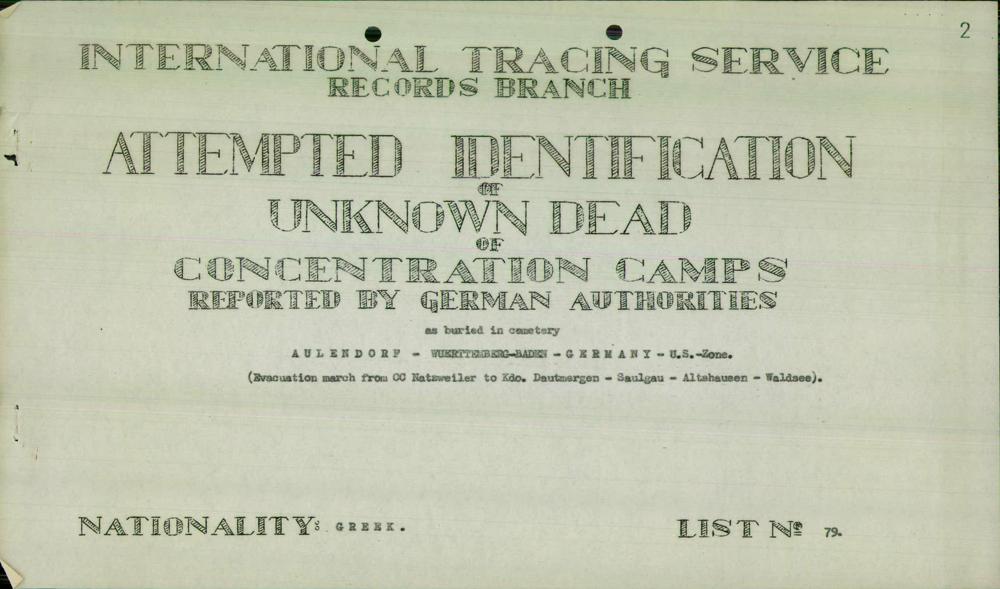 2
INTERNATIONAL TRACING SERVICE
RECORDS BRANCH
ATTEMPTED IDENTIFICATION
OF
UNKNOWN DEAD
OF
CONCENTRATION CAMPS
REPORTED BY GERMAN AUTHORITIES
as buried in cemetery
AULENDORF - WUERTTEMBERG-BADEN - GERMANY - U.S.-Zone.
(Evacuation march from CC Natzweiler to Kdo. Dautmergen - Saulgau - Altshausen - Waldsee).
NATIONALITY: GREEK. LIST Nº 79.